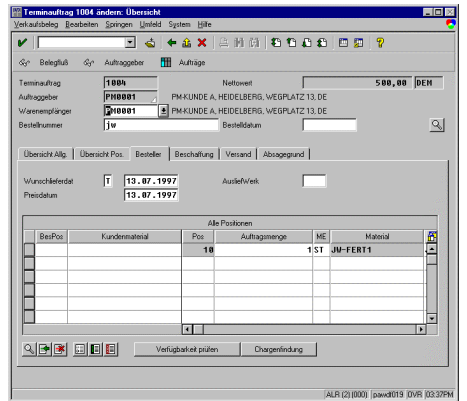 Terminauftrag 1004 ändern: Übersicht
Verkaufsbeleg Bearbeiten Springen Umfeld System Hilfe
Belegfluß Auftraggeber Aufträge
Terminauftrag 1004 Nettowert 500,00 DEM
Auftraggeber PM0001 PM-KUNDE A, HEIDELBERG, WEGPLATZ 13, DE
Warenempfänger PM0001 PM-KUNDE A, HEIDELBERG, WEGPLATZ 13, DE
Bestellnummer jw Bestelldatum
Übersicht Allg. Übersicht Pos. Besteller Beschaffung Versand Absagegrund
Wunschlieferdat T 13.07.1997 AusliefWerk
Preisdatum 13.07.1997
Alle Positionen
BesPos Kundenmaterial Pos Auftragsmenge ME Material
10 1 ST JW-FERT1
Verfügbarkeit prüfen Chargenfindung
ALR (2) (000) pawdf019 OVR 03:37PM